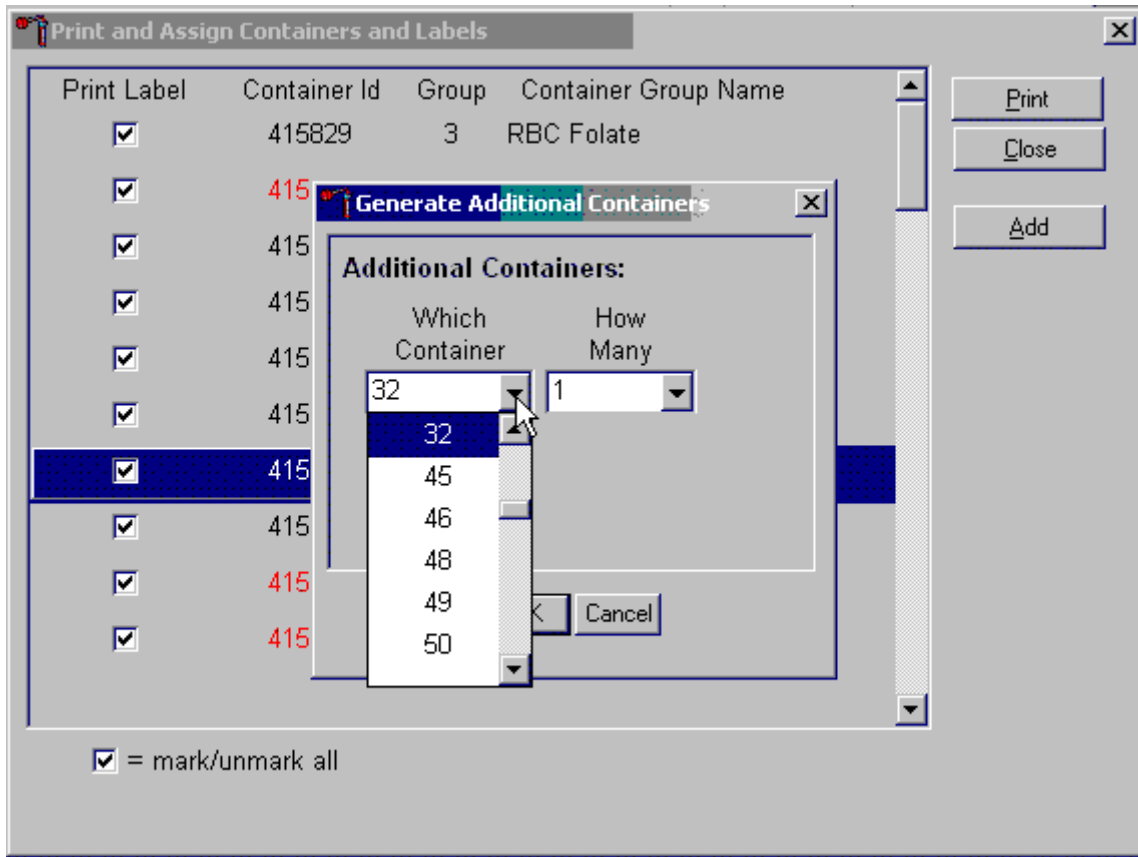 Print and Assign Containers and Labels
Print Label Container Id Group Container Group Name
415829 3 RBC Folate
415
415
415
415
415
415
415
415
415
= mark/unmark all
Print
Close
Add
Generate Additional Containers
Additional Containers:
Which Container
How Many
32
1
32
45
46
48
49
50
K
Cancel